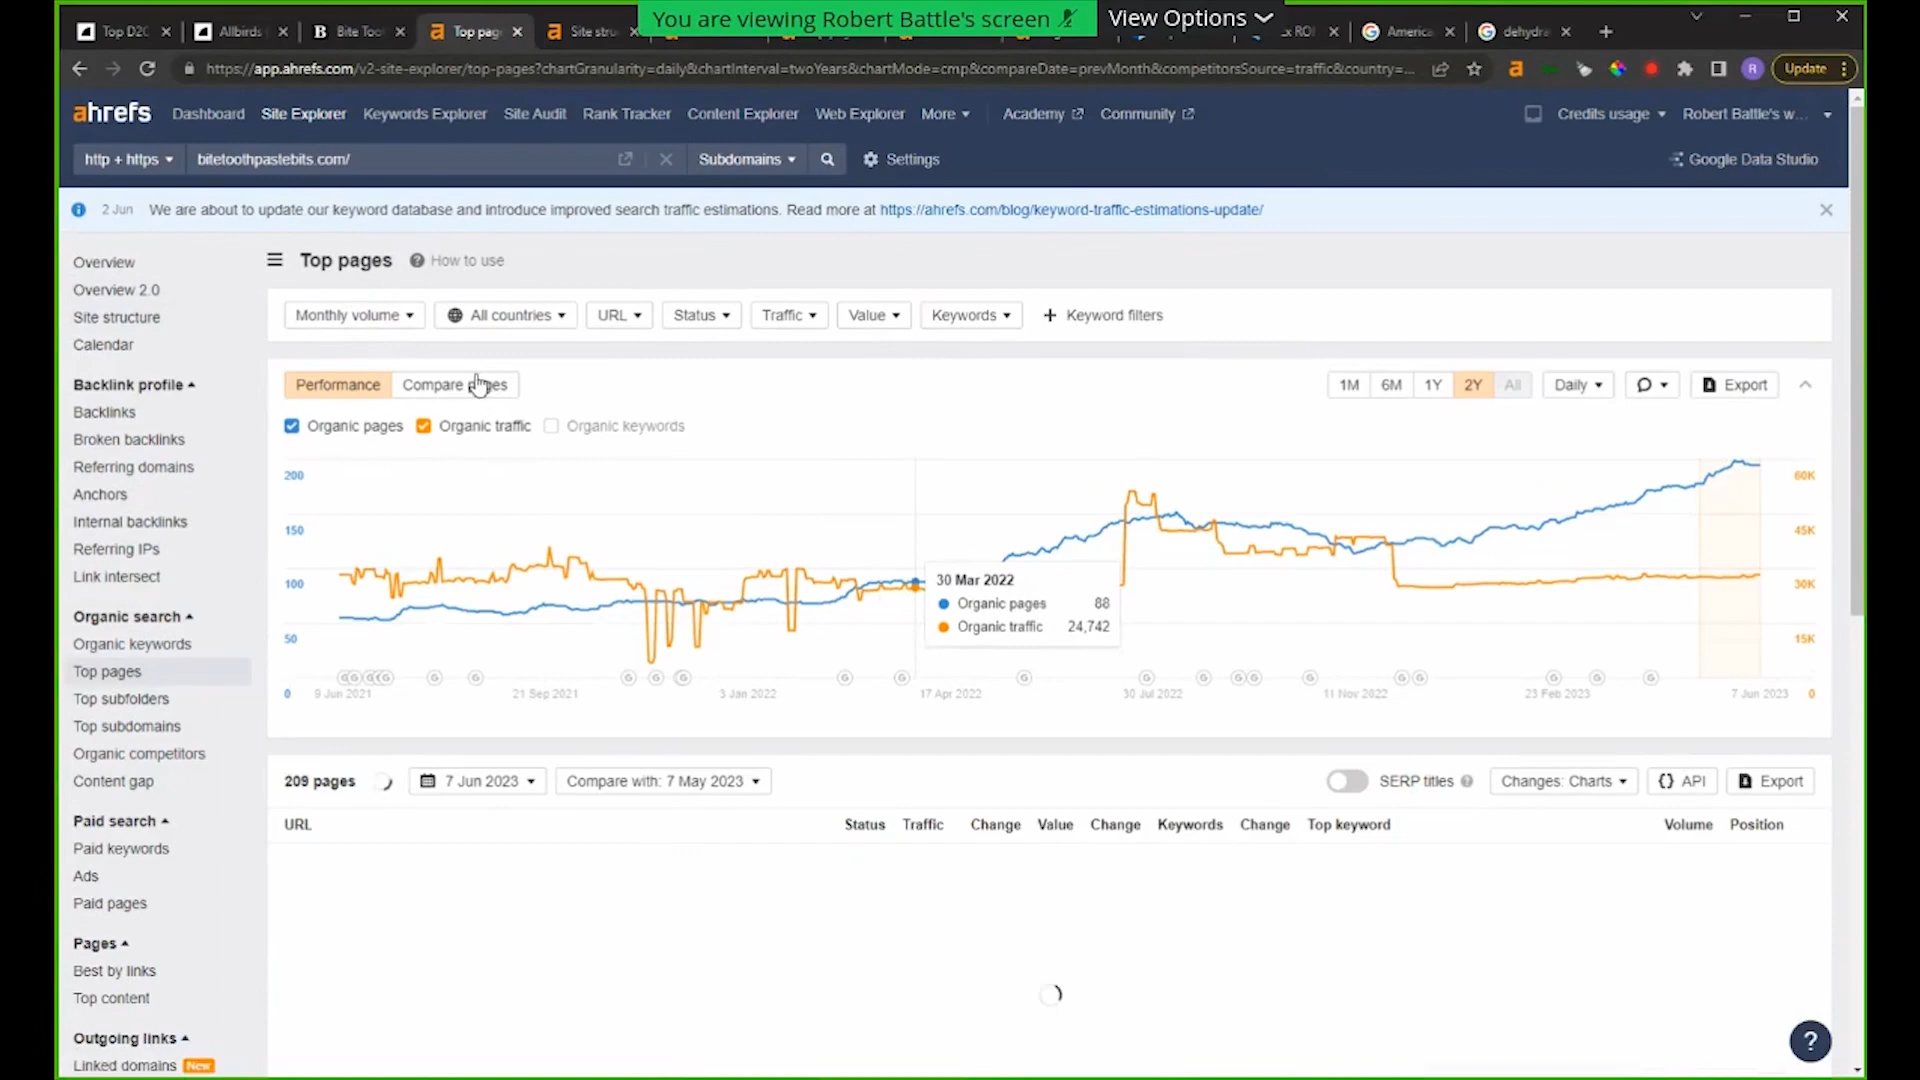 You are viewing Robert Battle's screen View Options
Top D2C Allbirds Bite Too Top pag Site stru x ROI America dehydra
https://app.ahrefs.com/v2-site-explorer/top-pages?chartGranularity=daily&chartInterval=twoYears&chartMode=cmp&compareDate=prevMonth&competitorsSource=traffic&country=... R Update
ahrefs Dashboard Site Explorer Keywords Explorer Site Audit Rank Tracker Content Explorer Web Explorer More Academy Community Credits usage Robert Battle's w...
http + https bitetoothpastebits.com/ Subdomains Settings Google Data Studio
2 Jun We are about to update our keyword database and introduce improved search traffic estimations. Read more at https://ahrefs.com/blog/keyword-traffic-estimations-update/
Overview
Overview 2.0
Site structure
Calendar
Backlink profile
Backlinks
Broken backlinks
Referring domains
Anchors
Internal backlinks
Referring IPs
Link intersect
Organic search
Organic keywords
Top pages
Top subfolders
Top subdomains
Organic competitors
Content gap
Paid search
Paid keywords
Ads
Paid pages
Pages
Best by links
Top content
Outgoing links
Linked domains New
Top pages How to use
Monthly volume All countries URL Status Traffic Value Keywords + Keyword filters
Performance Compare pages 1M 6M 1Y 2Y All Daily Export
Organic pages Organic traffic Organic keywords
200 60K
150 45K
100 30K
50 15K
0 0
30 Mar 2022
Organic pages 88
Organic traffic 24,742
9 Jun 2021 21 Sep 2021 3 Jan 2022 17 Apr 2022 30 Jul 2022 11 Nov 2022 23 Feb 2023 7 Jun 2023
209 pages 7 Jun 2023 Compare with: 7 May 2023 SERP titles Changes: Charts {} API Export
URL Status Traffic Change Value Change Keywords Change Top keyword Volume Position
?